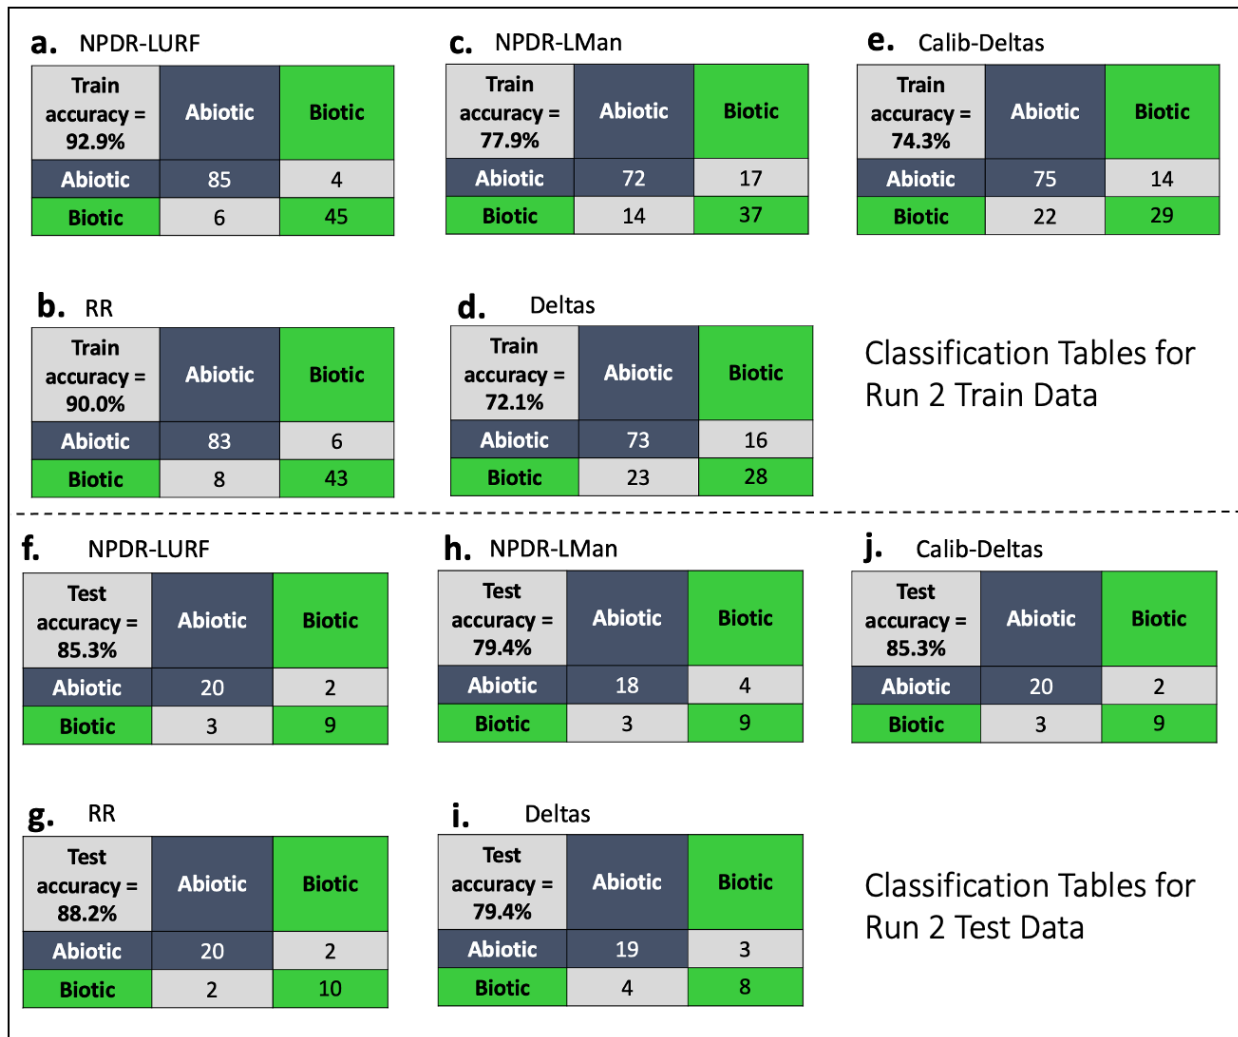 a. NPDR-LURF
Train
accuracy =
92.9%
Abiotic
Biotic
Abiotic 85 4
Biotic 6 45
c. NPDR-LMan
Train
accuracy =
77.9%
Abiotic
Biotic
Abiotic 72 17
Biotic 14 37
e. Calib-Deltas
Train
accuracy =
74.3%
Abiotic
Biotic
Abiotic 75 14
Biotic 22 29
b. RR
Train
accuracy =
90.0%
Abiotic
Biotic
Abiotic 83 6
Biotic 8 43
d. Deltas
Train
accuracy =
72.1%
Abiotic
Biotic
Abiotic 73 16
Biotic 23 28
Classification Tables for
Run 2 Train Data
f. NPDR-LURF
Test
accuracy =
85.3%
Abiotic
Biotic
Abiotic 20 2
Biotic 3 9
h. NPDR-LMan
Test
accuracy =
79.4%
Abiotic
Biotic
Abiotic 18 4
Biotic 3 9
j. Calib-Deltas
Test
accuracy =
85.3%
Abiotic
Biotic
Abiotic 20 2
Biotic 3 9
g. RR
Test
accuracy =
88.2%
Abiotic
Biotic
Abiotic 20 2
Biotic 2 10
i. Deltas
Test
accuracy =
79.4%
Abiotic
Biotic
Abiotic 19 3
Biotic 4 8
Classification Tables for
Run 2 Test Data